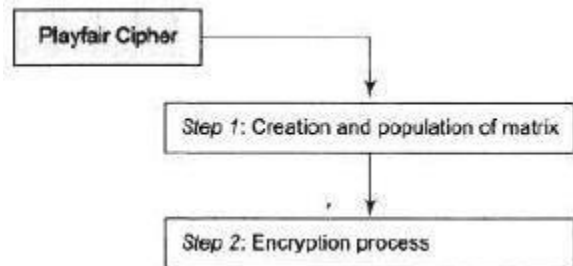 Playfair Cipher
Step 1: Creation and population of matrix
Step 2: Encryption process